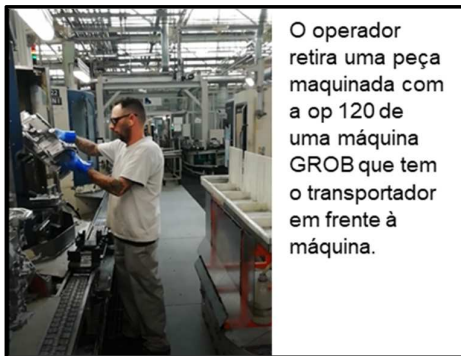 O operador
retira uma peça
maquinada com
a op 120 de
uma máquina
GROB que tem
o transportador
em frente à
máquina.